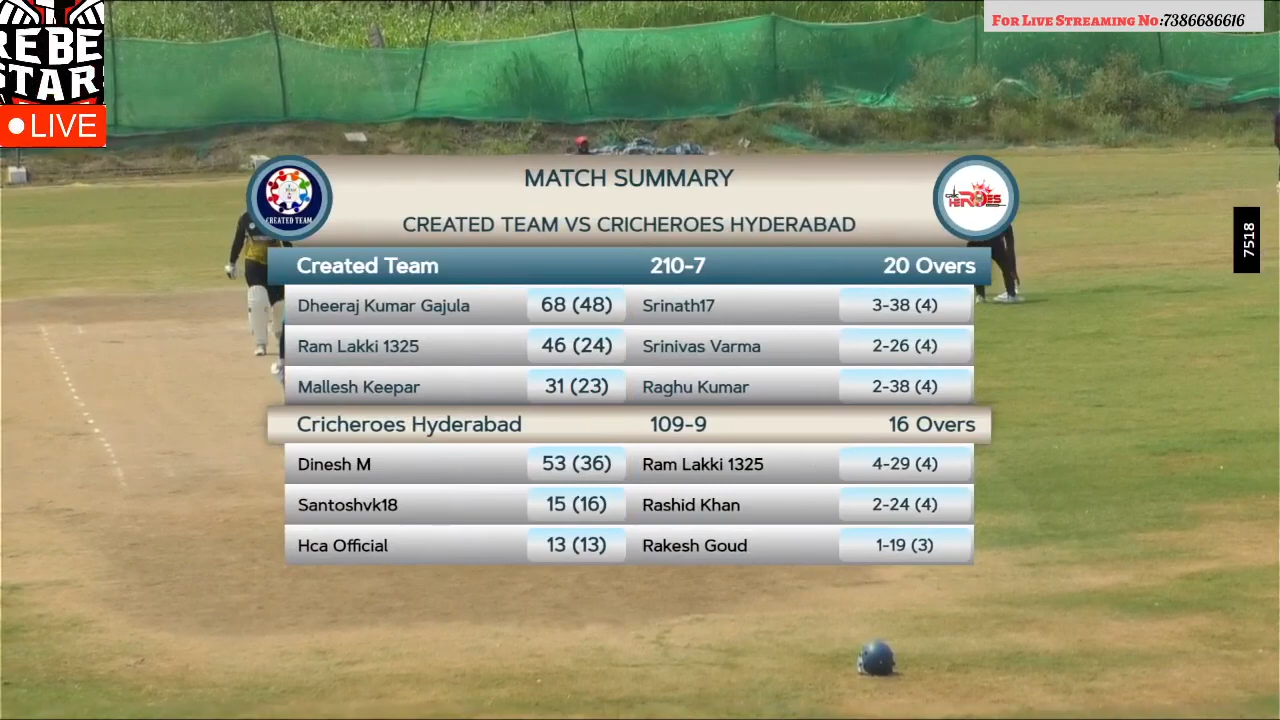 REBE
STAR
LIVE
For Live Streaming No:7386686616
7518
CREATED TEAM
HEROES
MATCH SUMMARY
CREATED TEAM VS CRICHEROES HYDERABAD
Created Team 210-7 20 Overs
Dheeraj Kumar Gajula 68 (48) Srinath17 3-38 (4)
Ram Lakki 1325 46 (24) Srinivas Varma 2-26 (4)
Mallesh Keepar 31 (23) Raghu Kumar 2-38 (4)
Cricheroes Hyderabad 109-9 16 Overs
Dinesh M 53 (36) Ram Lakki 1325 4-29 (4)
Santoshvk18 15 (16) Rashid Khan 2-24 (4)
Hca Official 13 (13) Rakesh Goud 1-19 (3)